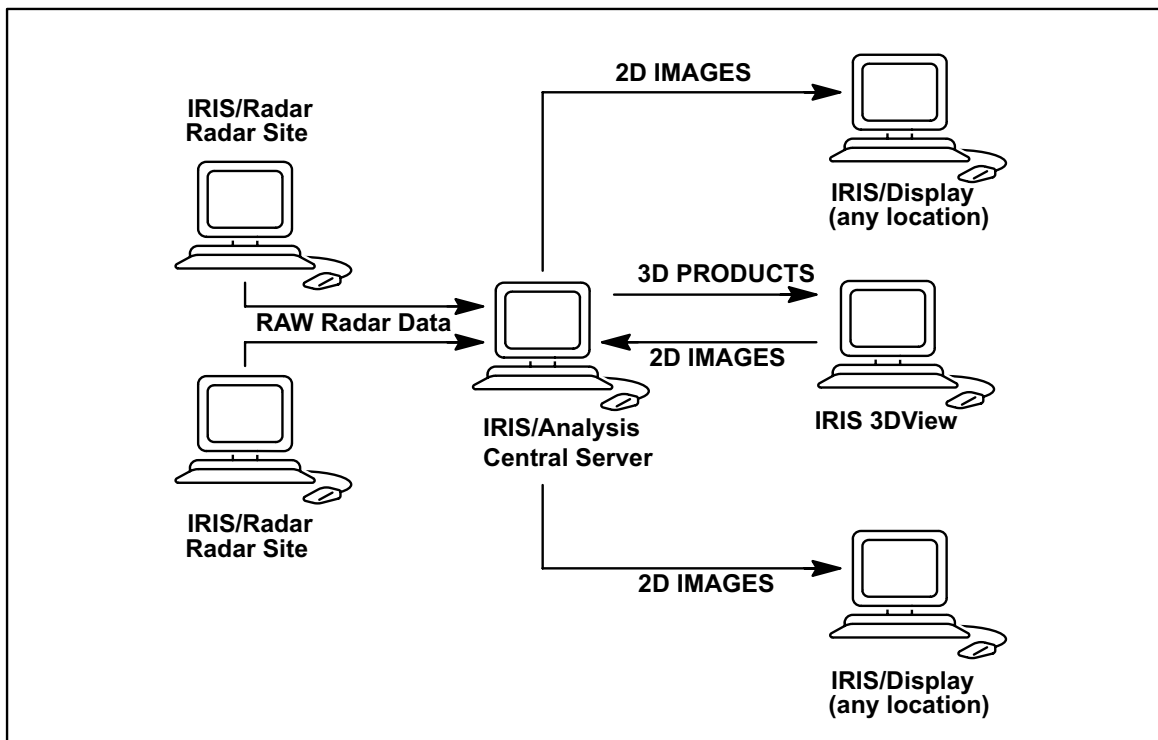 2D IMAGES
IRIS/Radar
Radar Site
IRIS/Display
(any location)
3D PRODUCTS
RAW Radar Data
2D IMAGES
IRIS/Analysis
Central Server
IRIS 3DView
IRIS/Radar
Radar Site
2D IMAGES
IRIS/Display
(any location)